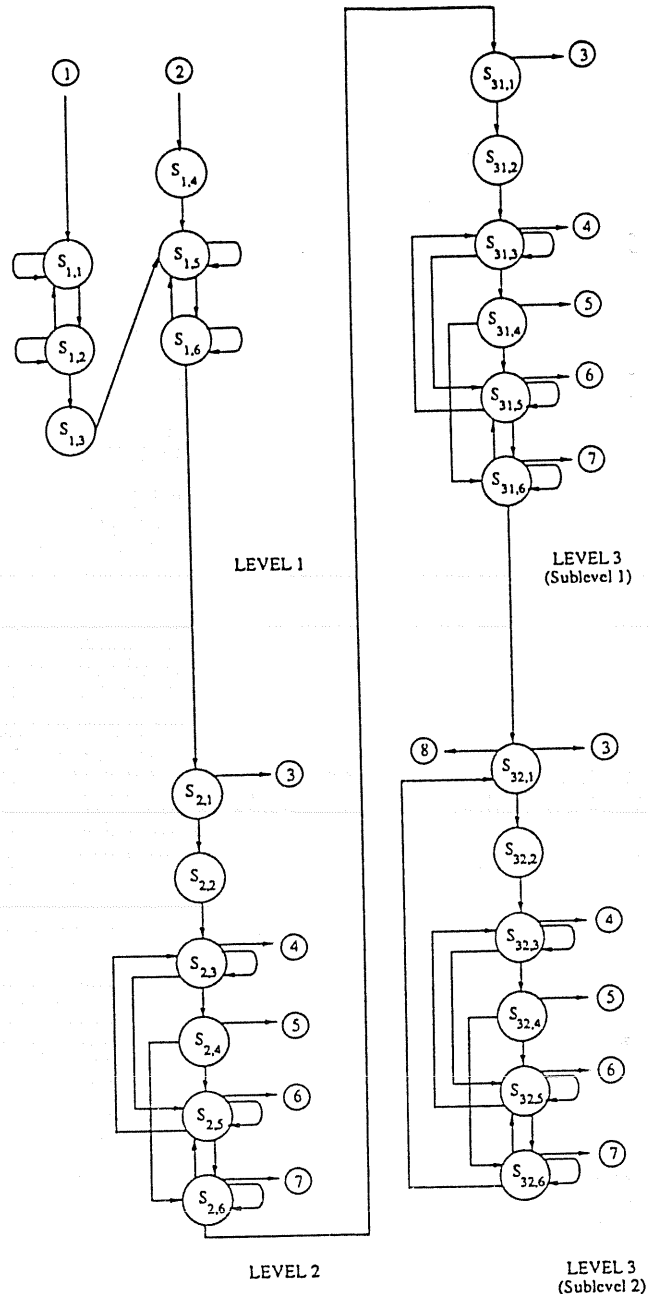 1
2
S1,4
S1,1
S1,5
S1,2
S1,6
S1,3
LEVEL 1
S2,1
3
S2,2
S2,3
4
S2,4
5
S2,5
6
S2,6
7
LEVEL 2
S31,1
3
S31,2
S31,3
4
S31,4
5
S31,5
6
S31,6
7
LEVEL 3
(Sublevel 1)
8
S32,1
3
S32,2
S32,3
4
S32,4
5
S32,5
6
S32,6
7
LEVEL 3
(Sublevel 2)